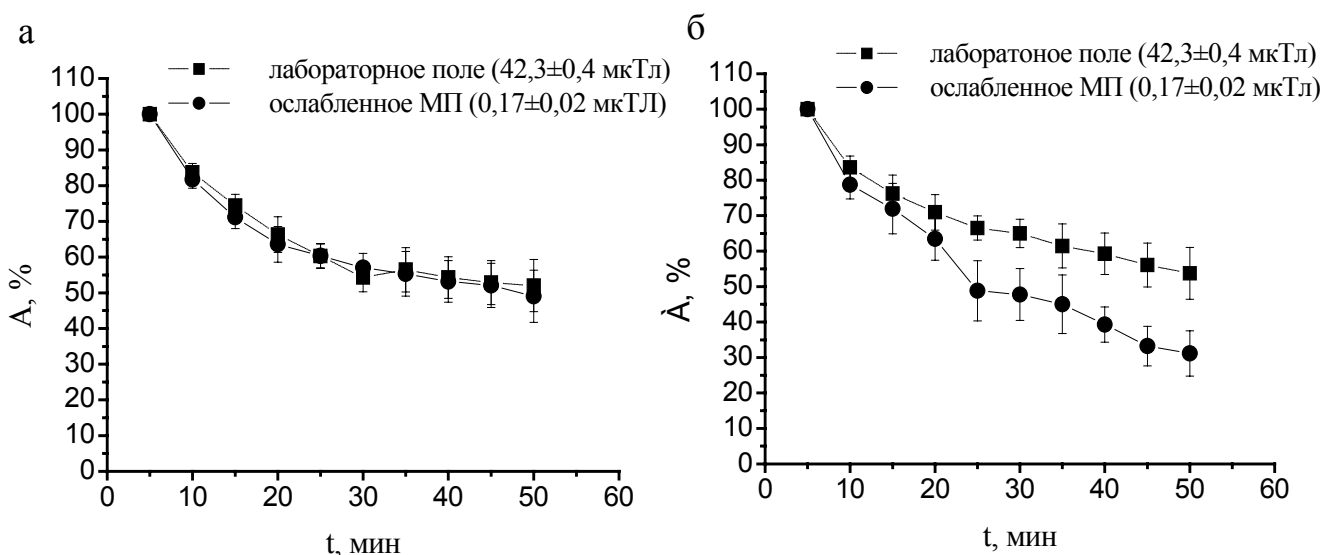 а
лабораторное поле (42,3±0,4 мкТл)
ослабленное МП (0,17±0,02 мкТЛ)
110
100
90
80
70
60
50
40
30
20
10
0
A, %
0 10 20 30 40 50 60
t, мин
б
лаборатоное поле (42,3±0,4 мкТл)
ослабленное МП (0,17±0,02 мкТл)
110
100
90
80
70
60
50
40
30
20
10
0
À, %
0 10 20 30 40 50 60
t, мин